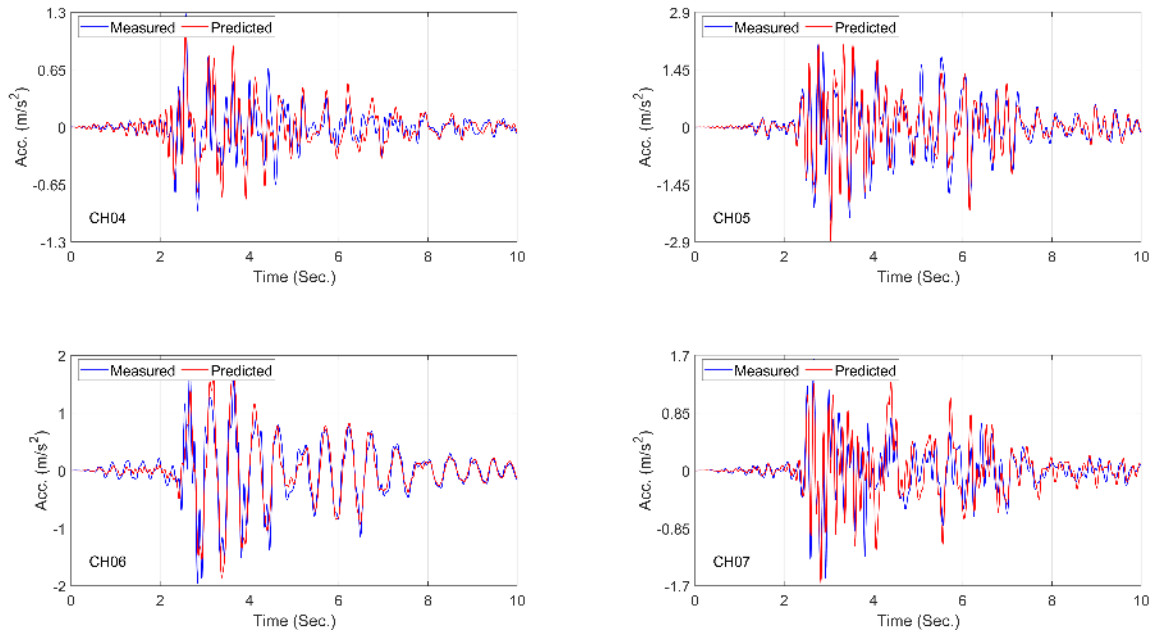 Measured Predicted
1.3
0.65
0
-0.65
-1.3
Acc. (m/s²)
CH04
0 2 4 6 8 10
Time (Sec.)
Measured Predicted
2.9
1.45
0
-1.45
-2.9
Acc. (m/s²)
CH05
0 2 4 6 8 10
Time (Sec.)
Measured Predicted
2
1
0
-1
-2
Acc. (m/s²)
CH06
0 2 4 6 8 10
Time (Sec.)
Measured Predicted
1.7
0.85
0
-0.85
-1.7
Acc. (m/s²)
CH07
0 2 4 6 8 10
Time (Sec.)